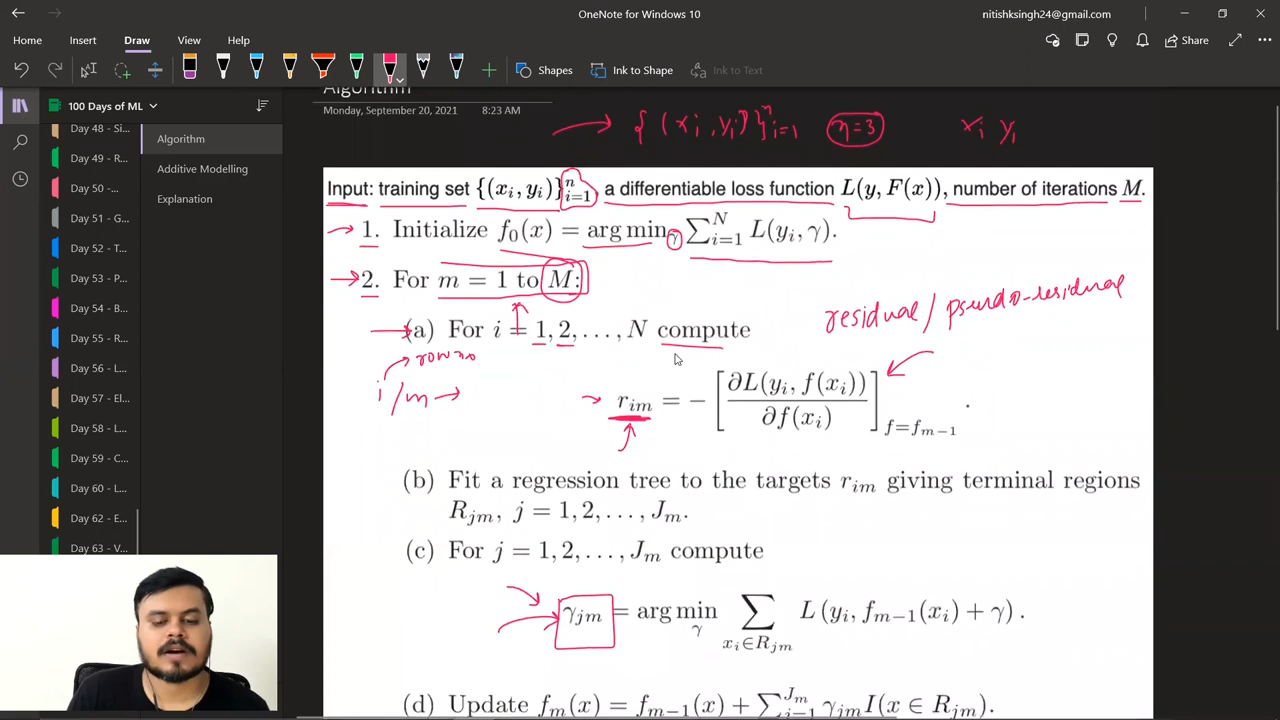 OneNote for Windows 10
nitishksingh24@gmail.com
Home Insert Draw View Help
Share
Shapes Ink to Shape Ink to Text
100 Days of ML
Day 48 - Si...
Day 49 - R...
Day 50 -...
Day 51 - G...
Day 52 - T...
Day 53 - P...
Day 54 - B...
Day 55 - R...
Day 56 - L...
Day 57 - El...
Day 58 - L...
Day 59 - C...
Day 60 - L...
Day 62 - E...
Day 63 - V...
Algorithm
Additive Modelling
Explanation
Algorithm
Monday, September 20, 2021 8:23 AM
{(xi, yi)}ⁿi=1 n=3 xi yi
Input: training set {(xᵢ, yᵢ)}ⁿᵢ₌₁, a differentiable loss function L(y, F(x)), number of iterations M.
1. Initialize f₀(x) = arg minγ ∑ᴺᵢ₌₁ L(yᵢ, γ).
2. For m = 1 to M:
residual / pseudo-residual
(a) For i = 1, 2, . . . , N compute
row no
i/m
rᵢₘ = − [∂L(yᵢ, f(xᵢ)) / ∂f(xᵢ)] f=fₘ₋₁ .
(b) Fit a regression tree to the targets rᵢₘ giving terminal regions
Rⱼₘ, j = 1, 2, . . . , Jₘ.
(c) For j = 1, 2, . . . , Jₘ compute
γⱼₘ = arg min γ ∑ xᵢ∈Rⱼₘ L (yᵢ, fₘ₋₁(xᵢ) + γ) .
(d) Update fₘ(x) = fₘ₋₁(x) + ∑ Jₘ j=1 γⱼₘI(x ∈ Rⱼₘ).